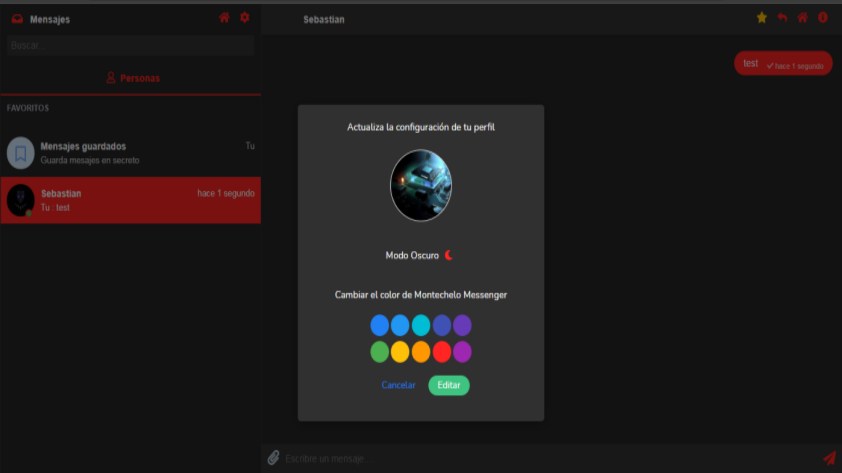 Mensajes
Buscar
Personas
FAVORITOS
Mensajes guardados
Tu
Guarda mesajes en secreto
Sebastian
hace 1 segundo
Tu : test
Sebastian
test
hace 1 segundo
Actualiza la configuración de tu perfil
Modo Oscuro
Cambiar el color de Montechelo Messenger
Cancelar
Editar
Escribre un mensaje